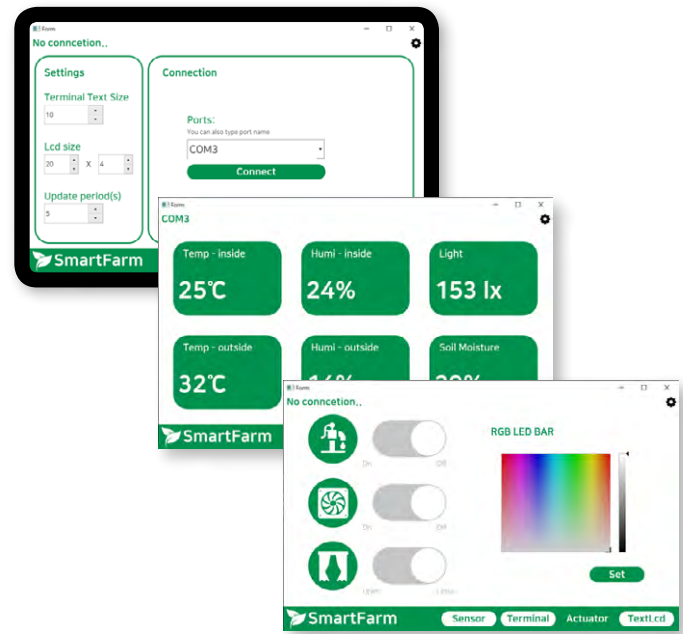 Form
No conncetion..
Settings
Terminal Text Size
10
Lcd size
20 X 4
Update period(s)
5
Connection
Ports:
You can also type port name
COM3
Connect
SmartFarm
Form
COM3
Temp - inside
25℃
Humi - inside
24%
Light
153 lx
Temp - outside
32℃
Humi - outside
Soil Moisture
SmartFarm
Form
No conncetion..
On Off
On Off
RGB LED BAR
Set
SmartFarm
Sensor Terminal Actuator TextLcd